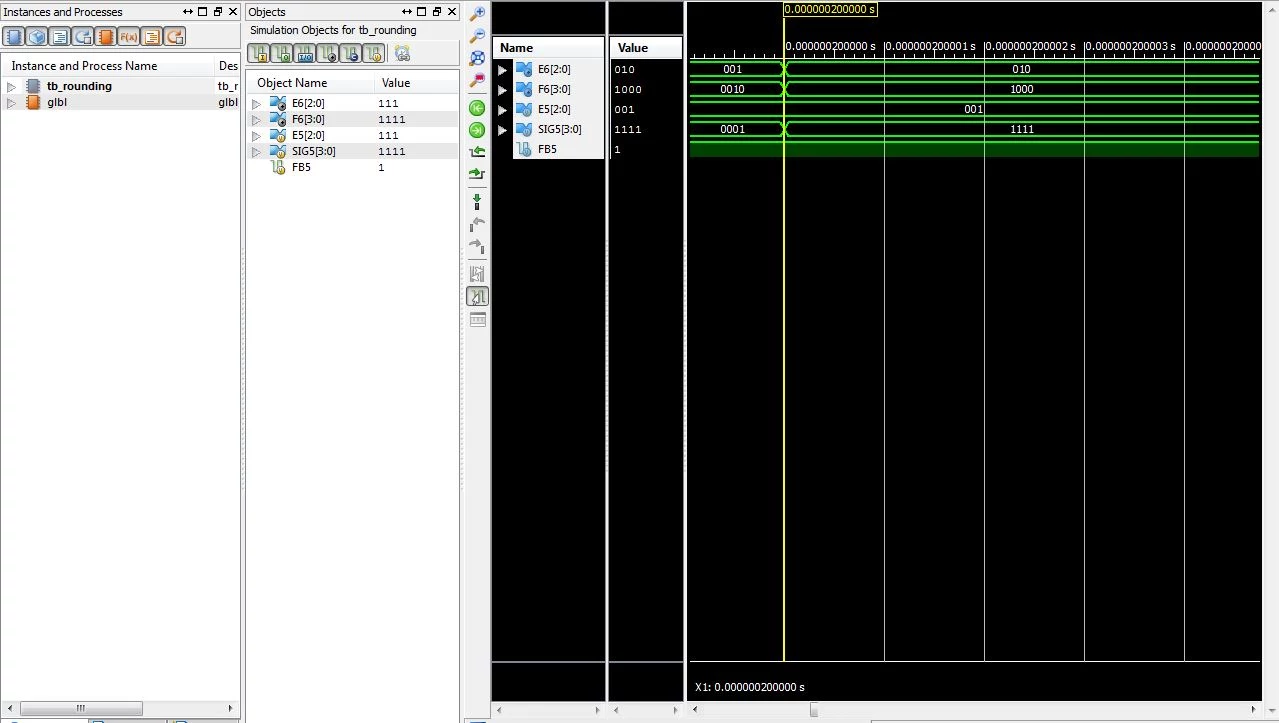 Instances and Processes
Instance and Process Name Des
tb_rounding tb_r
glbl glbl
Objects
Simulation Objects for tb_rounding
Object Name Value
E6[2:0] 111
F6[3:0] 1111
E5[2:0] 111
SIG5[3:0] 1111
FB5 1
Name Value
E6[2:0] 010
F6[3:0] 1000
E5[2:0] 001
SIG5[3:0] 1111
FB5 1
0.000000200000 s
0.000000200000 s 0.000000200001 s 0.000000200002 s 0.000000200003 s 0.00000020000
001 010
0010 1000
001
0001 1111
X1: 0.000000200000 s